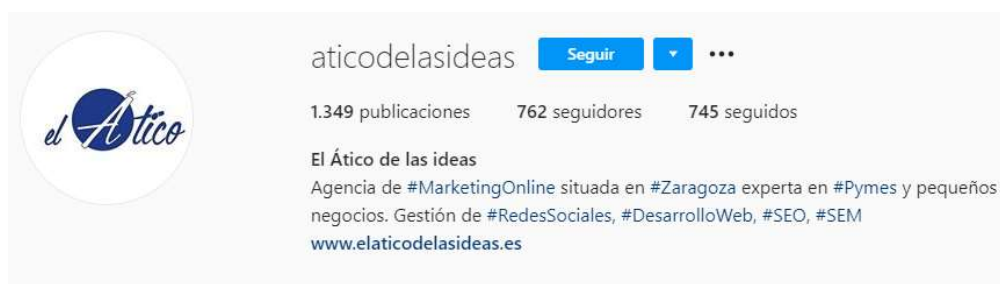 el Ático
aticodelasideas Seguir
1.349 publicaciones 762 seguidores 745 seguidos
El Ático de las ideas
Agencia de #MarketingOnline situada en #Zaragoza experta en #Pymes y pequeños
negocios. Gestión de #RedesSociales, #DesarrolloWeb, #SEO, #SEM
www.elaticodelasideas.es